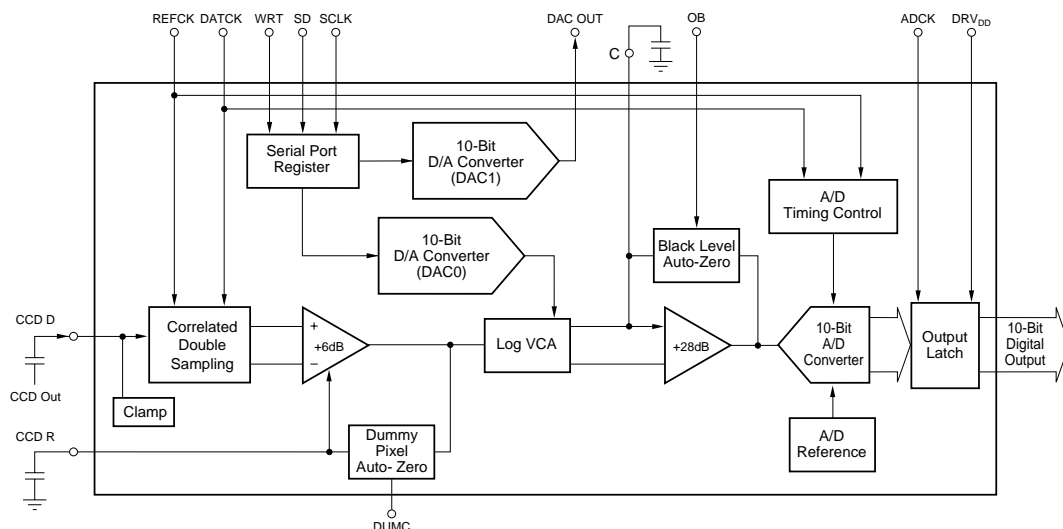 REFCK DATCK WRT SD SCLK DAC OUT OB ADCK DRVDD
C
Serial Port
Register
10-Bit
D/A Converter
(DAC1)
A/D
Timing Control
10-Bit
D/A Converter
(DAC0)
Black Level
Auto-Zero
CCD D
CCD Out
Clamp
Correlated
Double
Sampling
+
+6dB
–
Log VCA
+28dB
10-Bit
A/D
Converter
Output
Latch
10-Bit
Digital
Output
CCD R
Dummy
Pixel
Auto- Zero
A/D
Reference
DUMC